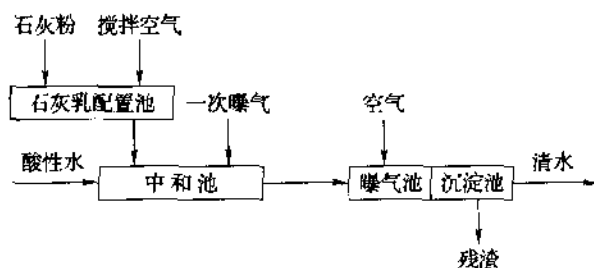 石灰粉 搅拌空气
石灰乳配置池 一次曝气 空气
酸性水 中和池 曝气池 沉淀池 清水
残渣